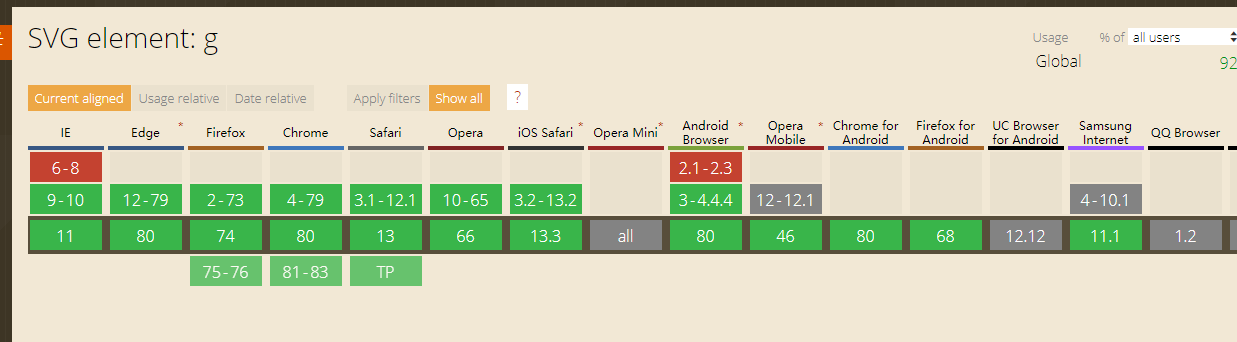 SVG element: g
Usage % of all users
Global 92
Current aligned Usage relative Date relative Apply filters Show all ?
IE Edge * Firefox Chrome Safari Opera iOS Safari * Opera Mini * Android Browser * Opera Mobile * Chrome for Android Firefox for Android UC Browser for Android Samsung Internet QQ Browser
6-8 2.1-2.3
9-10 12-79 2-73 4-79 3.1-12.1 10-65 3.2-13.2 3-4.4.4 12-12.1 4-10.1
11 80 74 80 13 66 13.3 all 80 46 80 68 12.12 11.1 1.2
75-76 81-83 TP